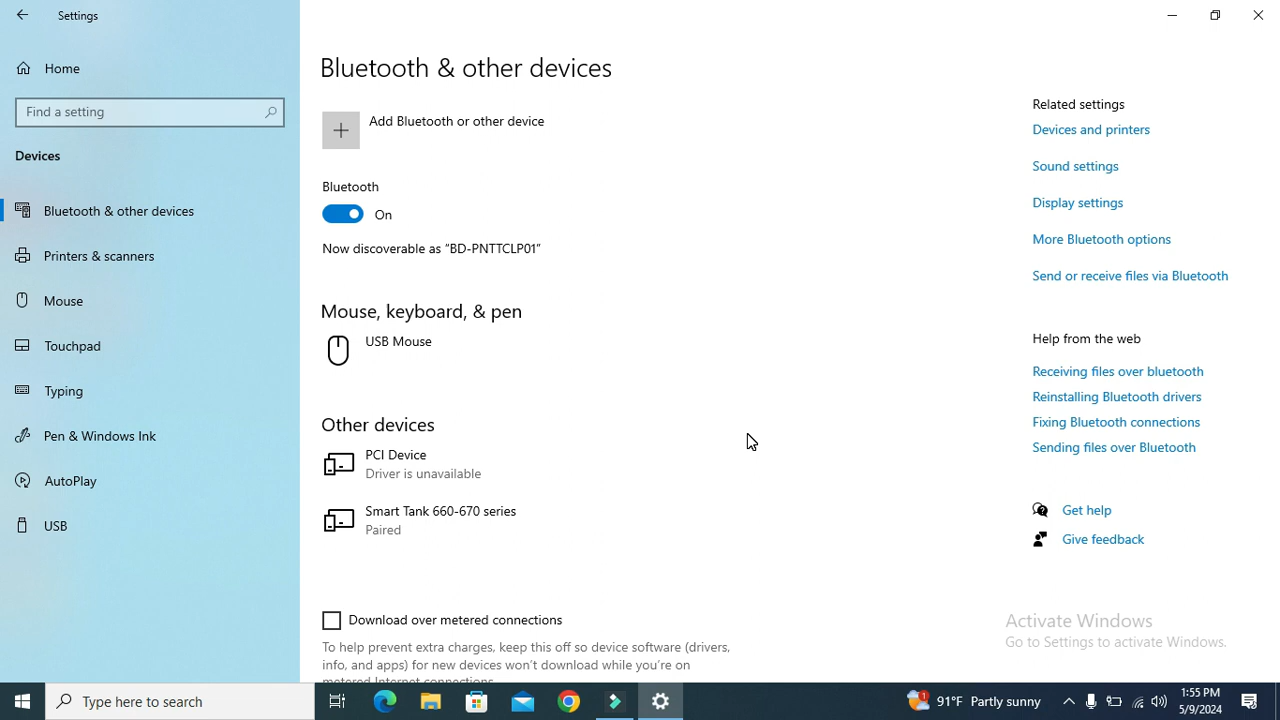 Settings
Home
Find a setting
Devices
Bluetooth & other devices
Printers & scanners
Mouse
Touchpad
Typing
Pen & Windows Ink
AutoPlay
USB
Bluetooth & other devices
Add Bluetooth or other device
Bluetooth
On
Now discoverable as “BD-PNTTCLP01”
Mouse, keyboard, & pen
USB Mouse
Other devices
PCI Device
Driver is unavailable
Smart Tank 660-670 series
Paired
Download over metered connections
To help prevent extra charges, keep this off so device software (drivers,
info, and apps) for new devices won’t download while you’re on
metered Internet connections.
Related settings
Devices and printers
Sound settings
Display settings
More Bluetooth options
Send or receive files via Bluetooth
Help from the web
Receiving files over bluetooth
Reinstalling Bluetooth drivers
Fixing Bluetooth connections
Sending files over Bluetooth
Get help
Give feedback
Activate Windows
Go to Settings to activate Windows.
Type here to search
1
91°F Partly sunny
1:55 PM
5/9/2024